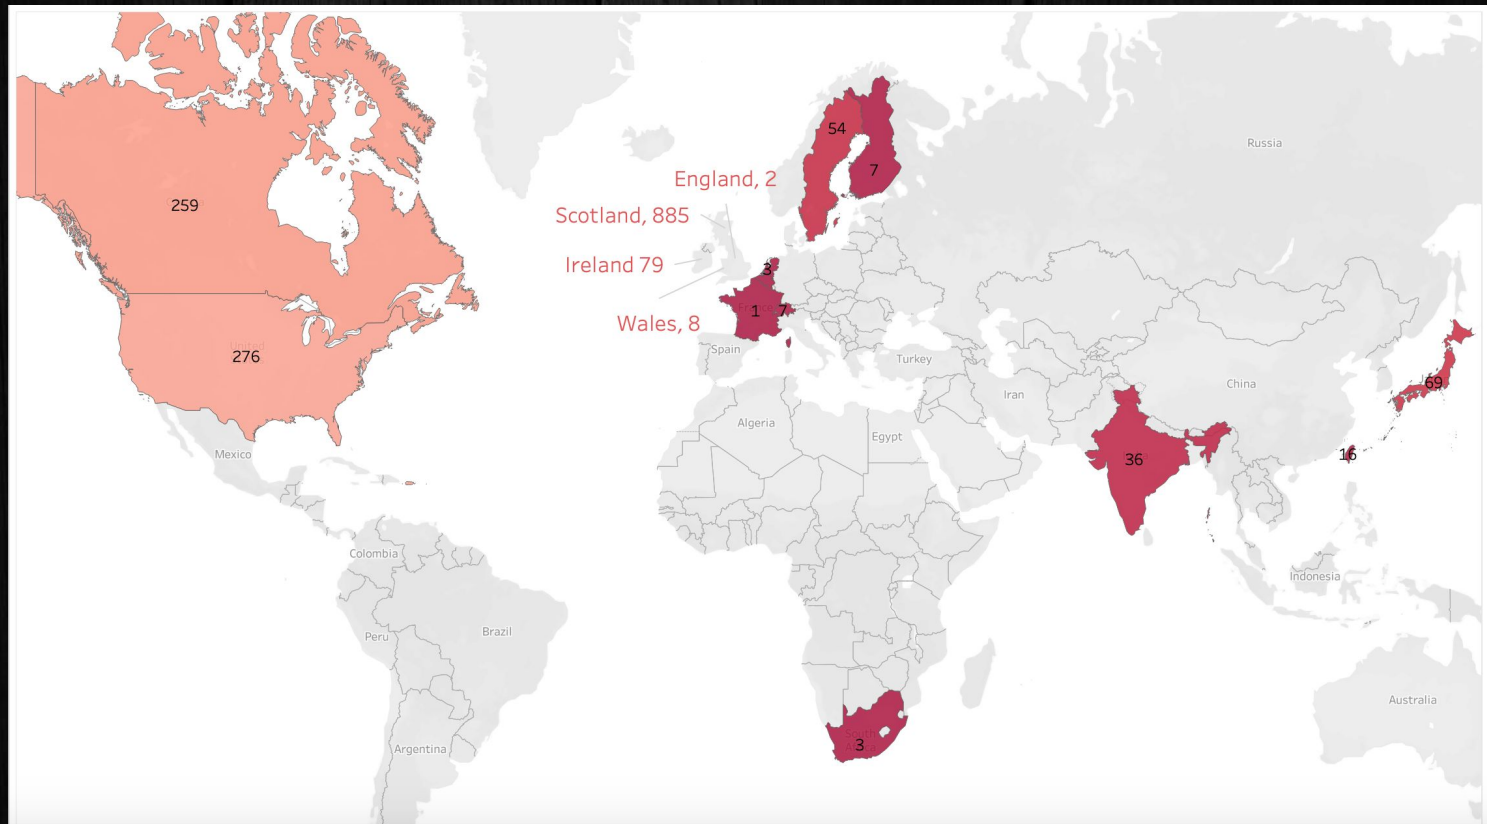 Russia
54
7
England, 2
259
Scotland, 885
Ireland 79
3
1
7
Wales, 8
276
Spain
Turkey
69
China
Iran
Algeria
Egypt
Mexico
36
16
Colombia
Indonesia
Peru
Brazil
Australia
South
3
Argentina